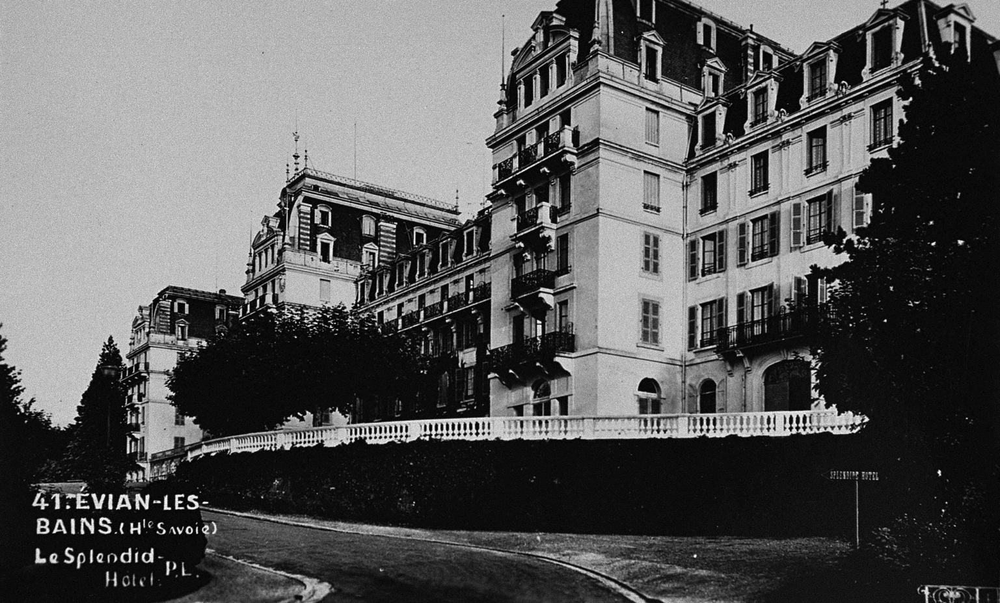 41. ÉVIAN-LES-
BAINS. (Hte Savoie)
Le Splendid-
Hôtel. P.L.
SPLENDIDE HOTEL